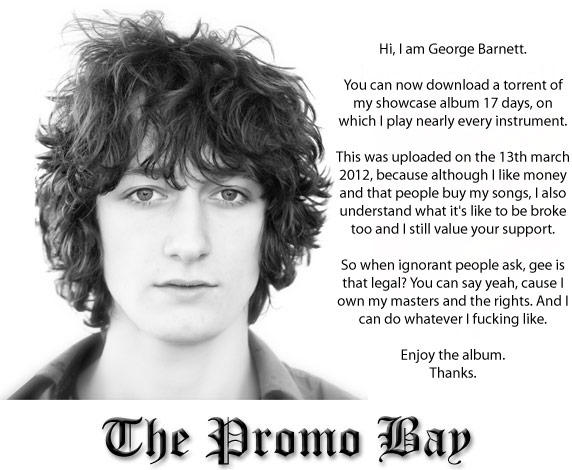 Hi, I am George Barnett.
You can now download a torrent of
my showcase album 17 days, on
which I play nearly every instrument.
This was uploaded on the 13th march
2012, because although I like money
and that people buy my songs, I also
understand what it's like to be broke
too and I still value your support.
So when ignorant people ask, gee is
that legal? You can say yeah, cause I
own my masters and the rights. And I
can do whatever I fucking like.
Enjoy the album.
Thanks.
The Promo Bay